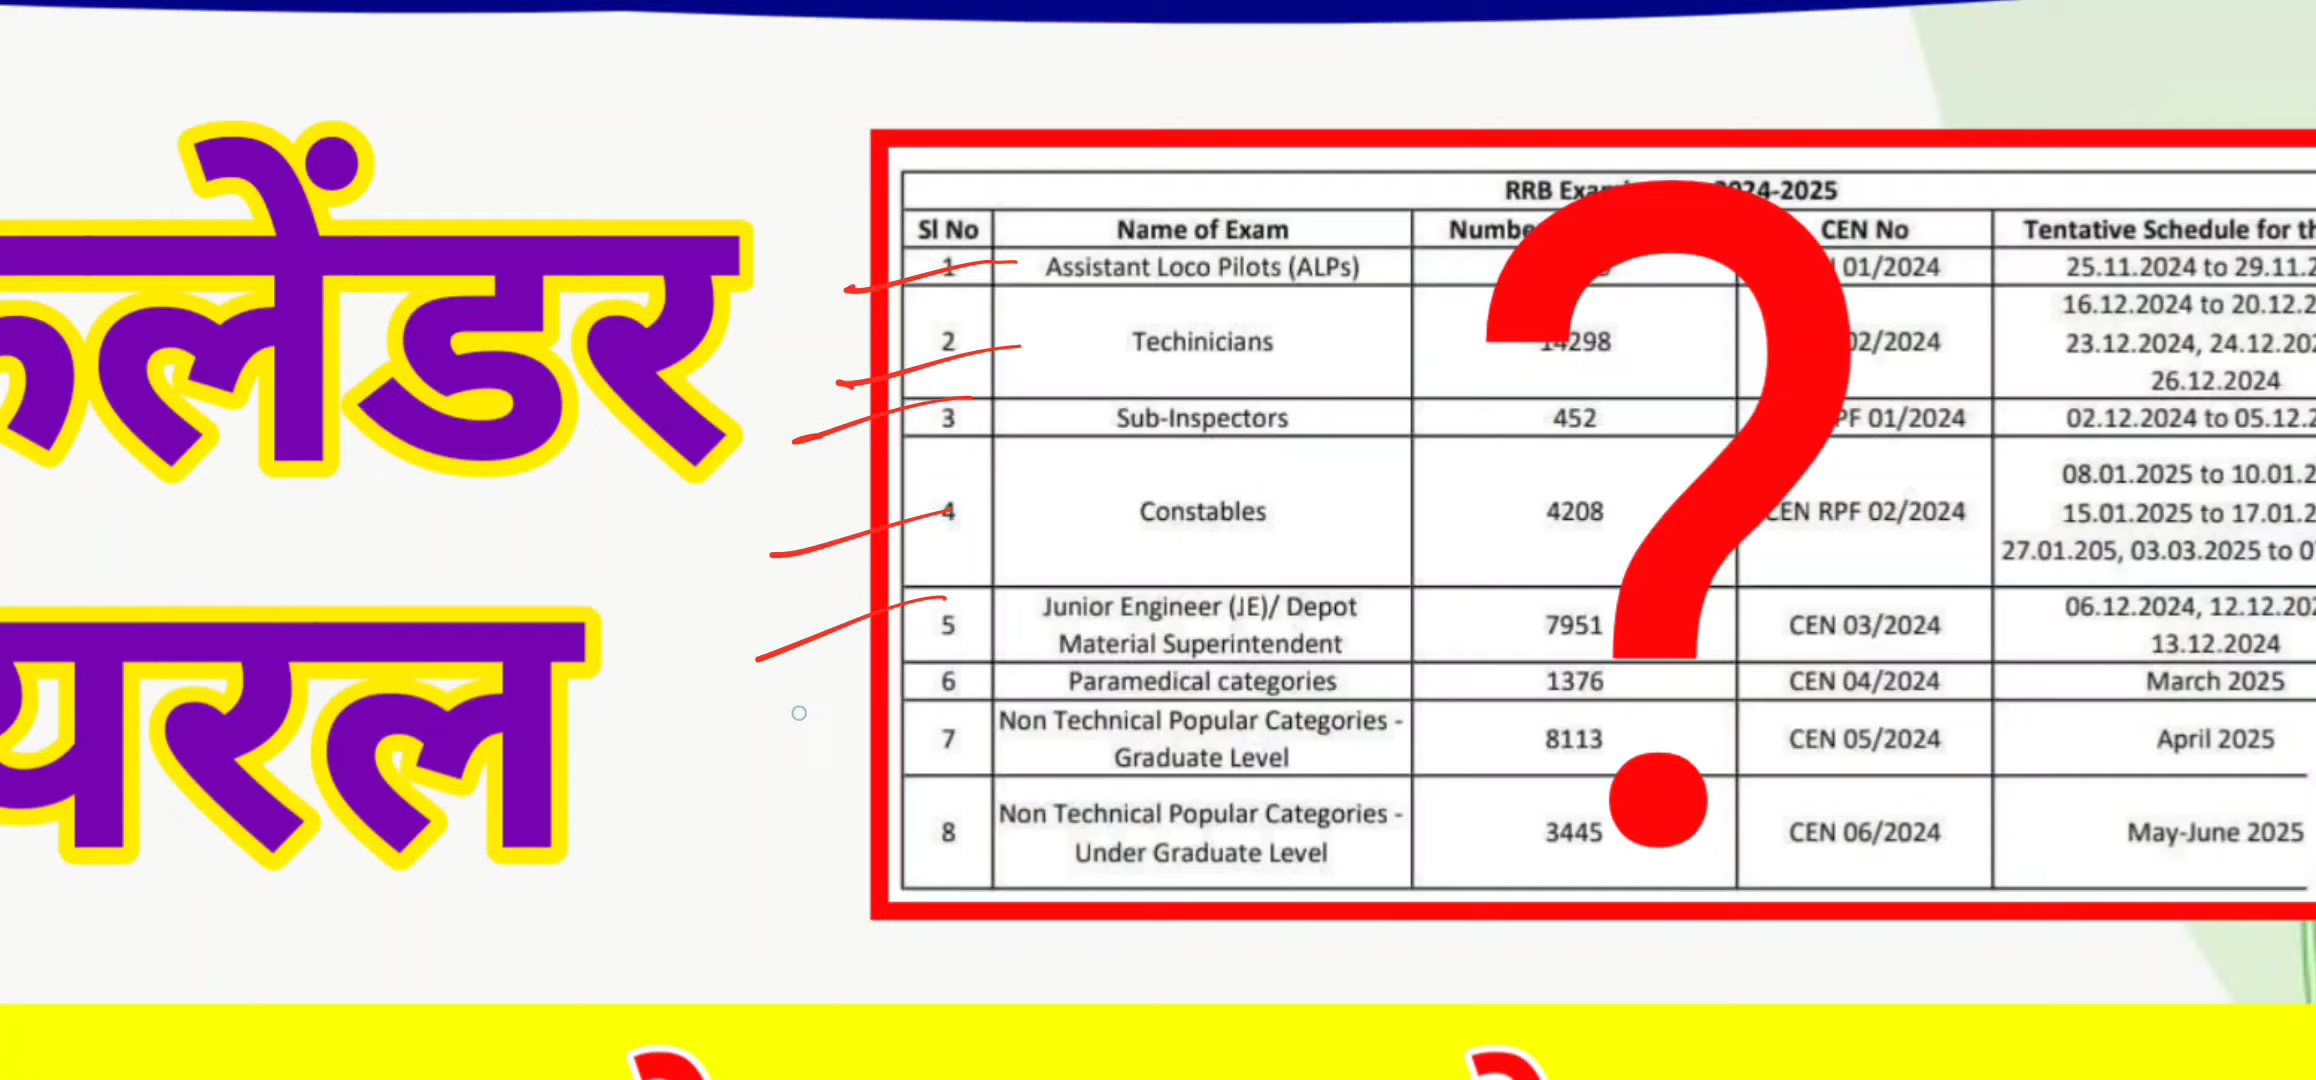 कैलेंडर
वायरल
RRB 2024-2025
Sl No Name of Exam CEN No Tentative Schedule for
1 Assistant Loco Pilots (ALPs) 01/2024 25.11.2024 to 29.11.2
2 Techinicians 14298 02/2024 16.12.2024 to 20.12.2
23.12.2024, 24.12.202
26.12.2024
3 Sub-Inspectors 452 PF 01/2024 02.12.2024 to 05.12.2
4 Constables 4208 CEN RPF 02/2024 08.01.2025 to 10.01.2
15.01.2025 to 17.01.2
27.01.205, 03.03.2025 to 0
5 Junior Engineer (JE)/ Depot
Material Superintendent 7951 CEN 03/2024 06.12.2024, 12.12.202
13.12.2024
6 Paramedical categories 1376 CEN 04/2024 March 2025
7 Non Technical Popular Categories -
Graduate Level 8113 CEN 05/2024 April 2025
8 Non Technical Popular Categories -
Under Graduate Level 3445 CEN 06/2024 May-June 2025